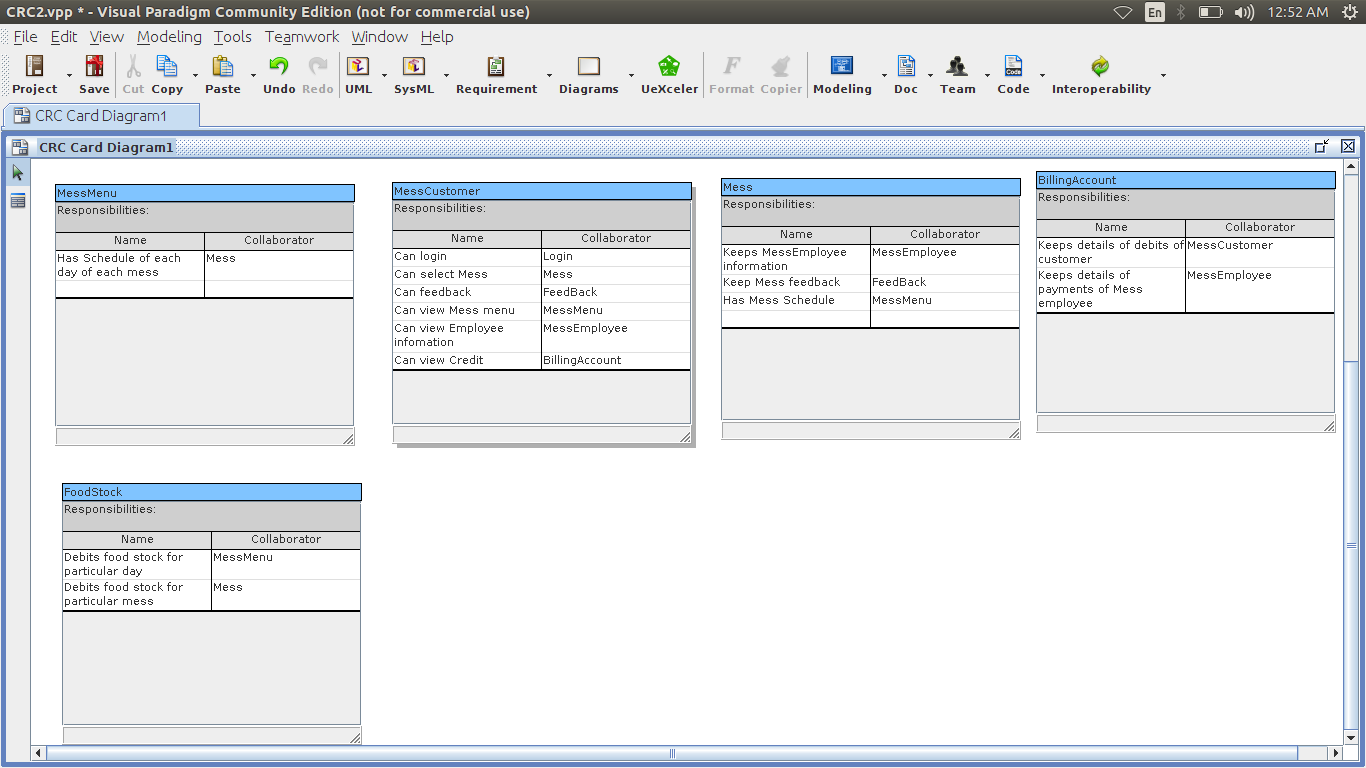 CRC2.vpp * - Visual Paradigm Community Edition (not for commercial use)
En
12:52 AM
File Edit View Modeling Tools Teamwork Window Help
Project Save Cut Copy Paste Undo Redo UML SysML Requirement Diagrams UeXceler Format Copier Modeling Doc Team Code Interoperability
CRC Card Diagram1
CRC Card Diagram1
MessMenu
Responsibilities:
Name Collaborator
Has Schedule of each Mess
day of each mess
MessCustomer
Responsibilities:
Name Collaborator
Can login Login
Can select Mess Mess
Can feedback FeedBack
Can view Mess menu MessMenu
Can view Employee MessEmployee
infomation
Can view Credit BillingAccount
Mess
Responsibilities:
Name Collaborator
Keeps MessEmployee MessEmployee
information
Keep Mess feedback FeedBack
Has Mess Schedule MessMenu
BillingAccount
Responsibilities:
Name Collaborator
Keeps details of debits of MessCustomer
customer
Keeps details of MessEmployee
payments of Mess
employee
FoodStock
Responsibilities:
Name Collaborator
Debits food stock for MessMenu
particular day
Debits food stock for Mess
particular mess